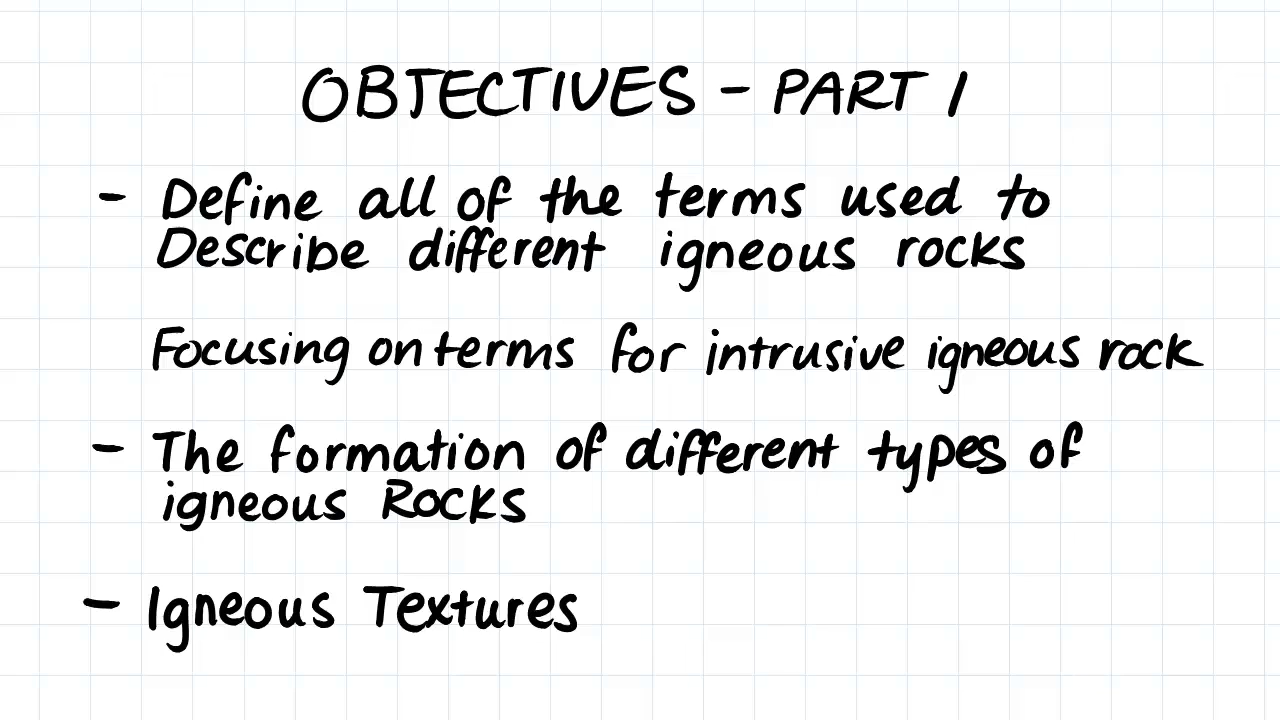 OBJECTIVES - PART 1
- Define all of the terms used to
Describe different igneous rocks
Focusing on terms for intrusive igneous rock
- The formation of different types of
igneous Rocks
- Igneous Textures